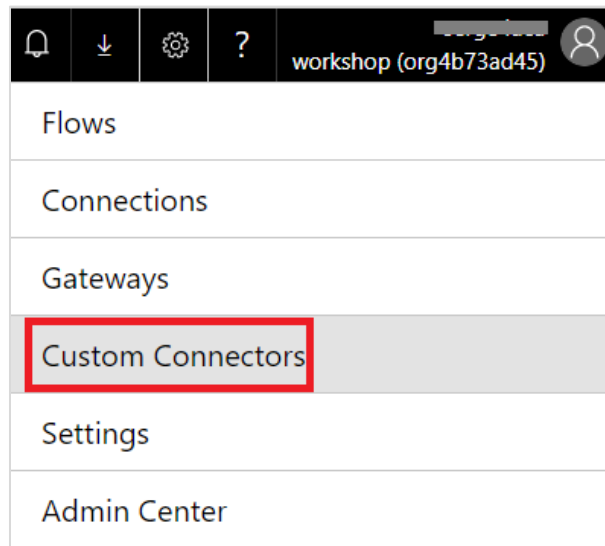 ?
workshop (org4b73ad45)
Flows
Connections
Gateways
Custom Connectors
Settings
Admin Center